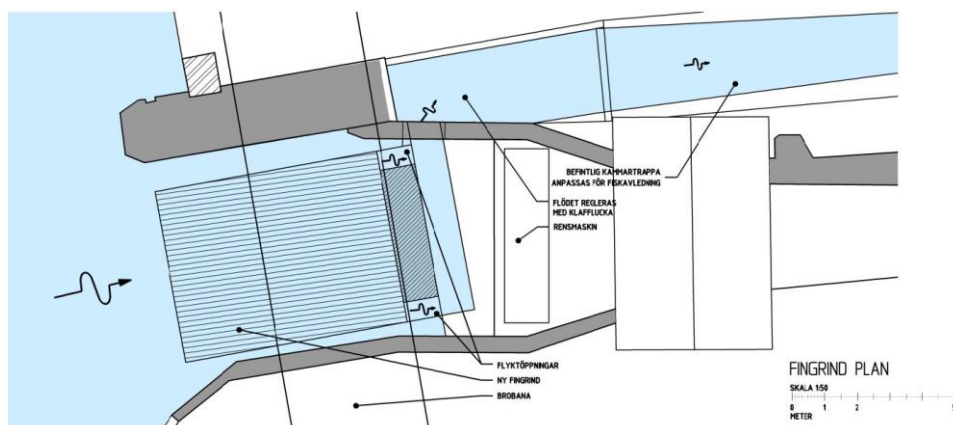 BEFINTLIG KAMMARTRAPPA
ANPASSAS FÖR FISKAVLEDNING
FLÖDET REGLERAS
MED KLAFFLUCKA
RENSMASKIN
FLYKTÖPPNINGAR
NY FINGRIND
BROBANA
FINGRIND PLAN
SKALA 1:50
0 1 2 5
METER